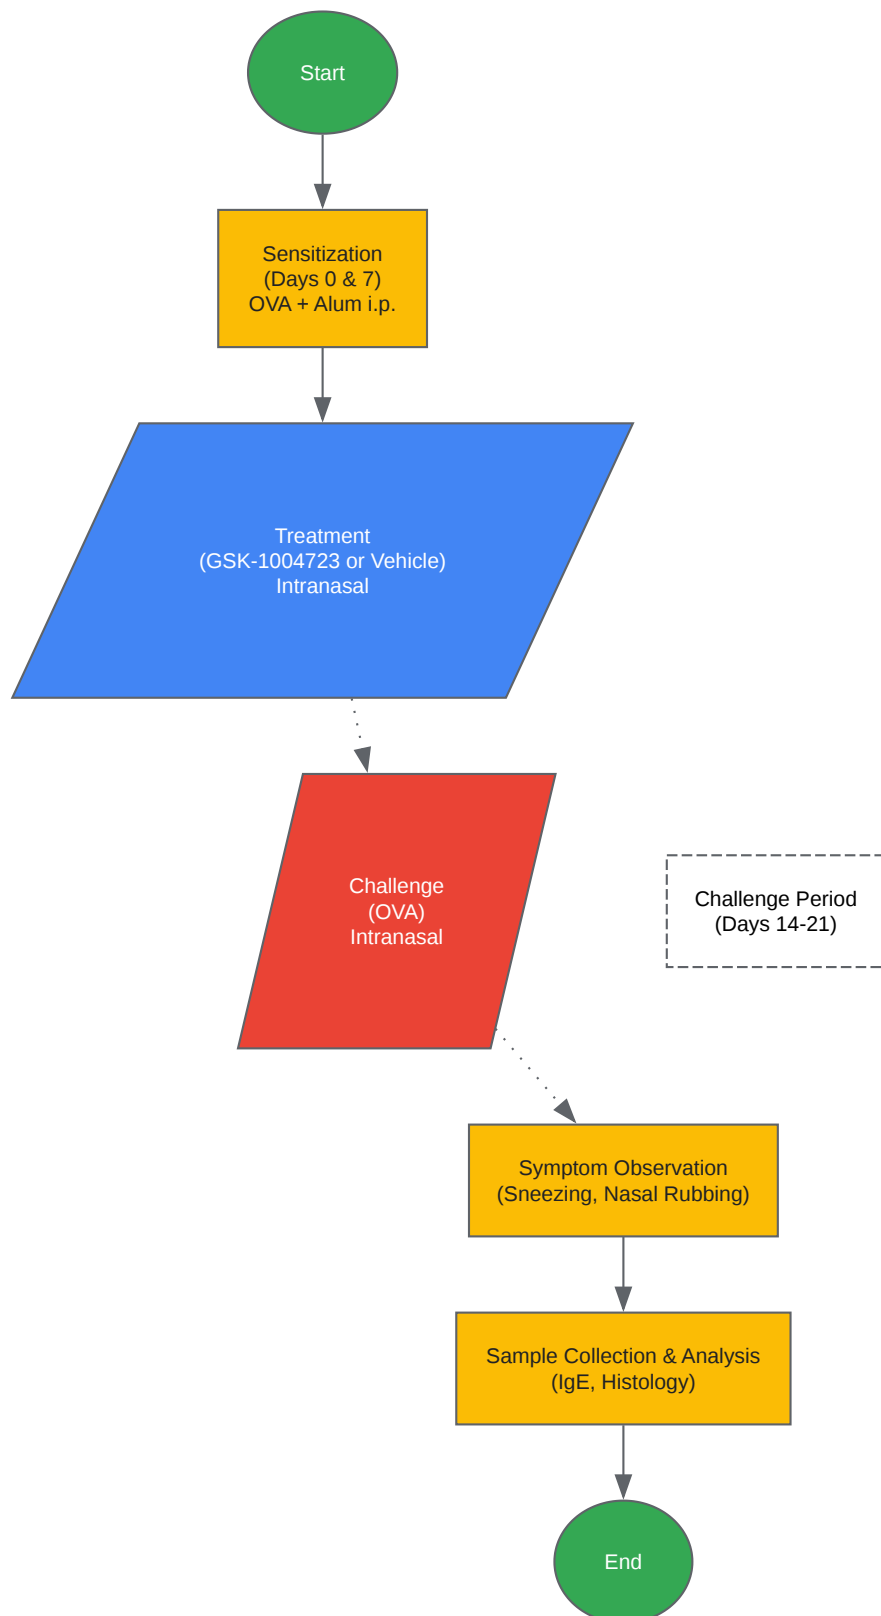 Start
Sensitization
(Days 0 & 7)
OVA + Alum i.p.
Treatment
(GSK-1004723 or Vehicle)
Intranasal
Challenge
(OVA)
Intranasal
Challenge Period
(Days 14-21)
Symptom Observation
(Sneezing, Nasal Rubbing)
Sample Collection & Analysis
(IgE, Histology)
End